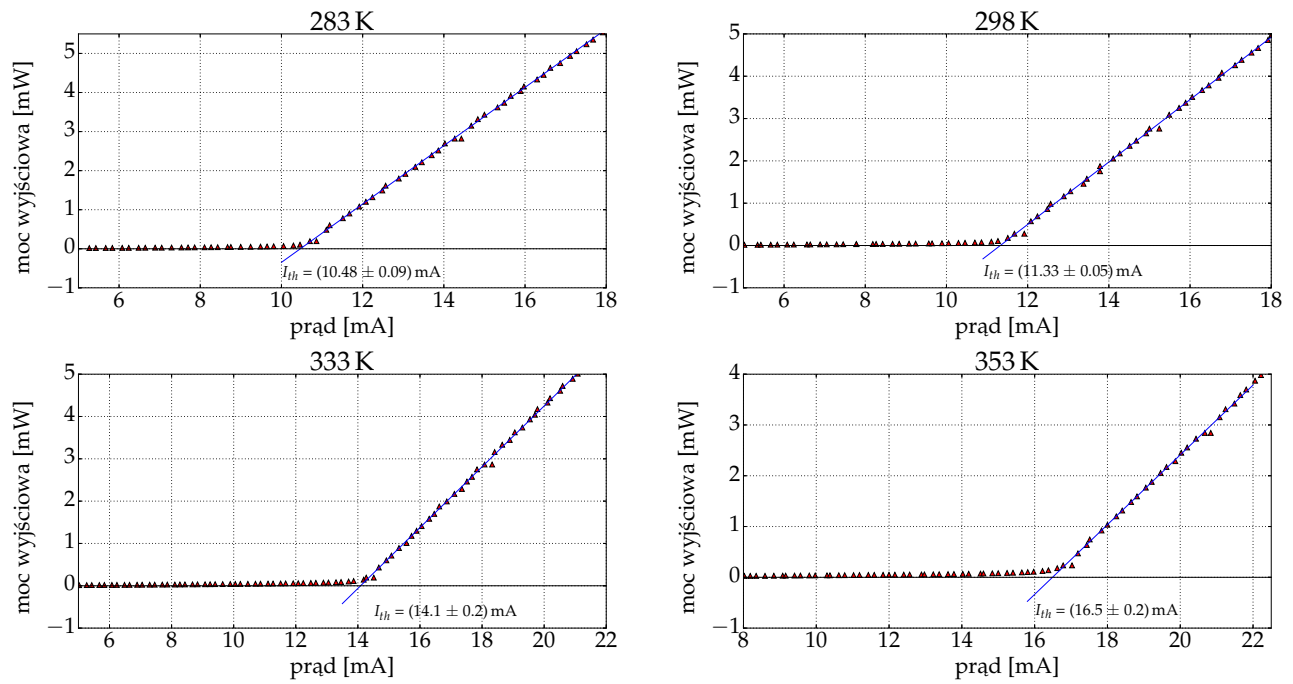 283 K
5
4
3
2
1
0
−1
moc wyjściowa [mW]
I_th = (10.48 ± 0.09) mA
6 8 10 12 14 16 18
prąd [mA]
298 K
5
4
3
2
1
0
−1
moc wyjściowa [mW]
I_th = (11.33 ± 0.05) mA
6 8 10 12 14 16 18
prąd [mA]
333 K
5
4
3
2
1
0
−1
moc wyjściowa [mW]
I_th = (14.1 ± 0.2) mA
6 8 10 12 14 16 18 20 22
prąd [mA]
353 K
4
3
2
1
0
−1
moc wyjściowa [mW]
I_th = (16.5 ± 0.2) mA
8 10 12 14 16 18 20 22
prąd [mA]